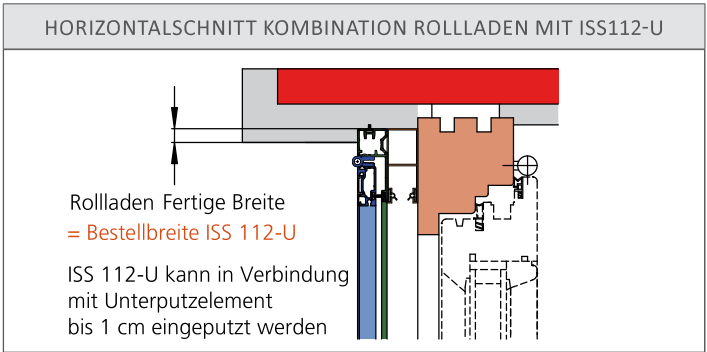 HORIZONTALSCHNITT KOMBINATION ROLLLADEN MIT ISS112-U
Rollladen Fertige Breite
= Bestellbreite ISS 112-U
ISS 112-U kann in Verbindung
mit Unterputzelement
bis 1 cm eingeputzt werden